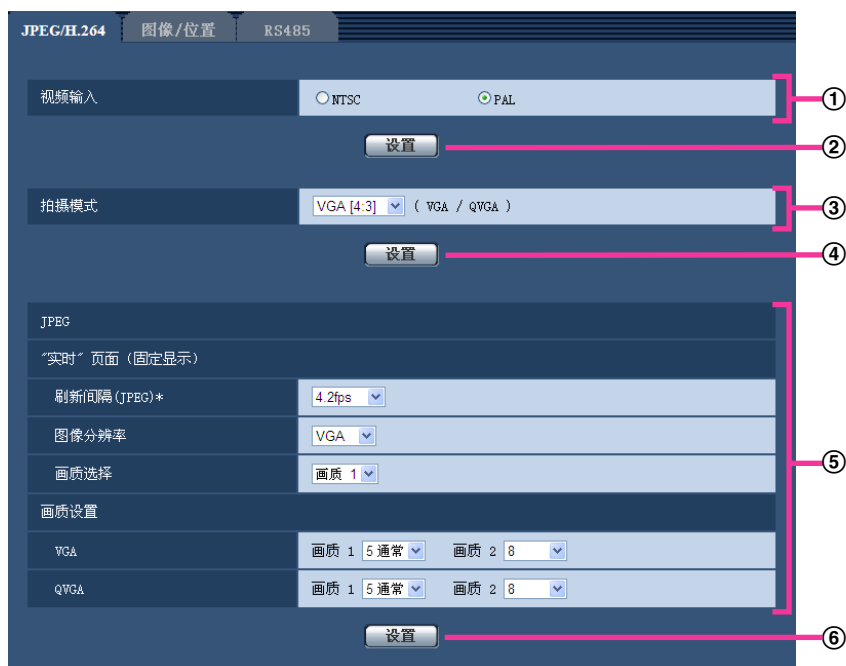 JPEG/H.264 图像/位置 RS485
视频输入 NTSC PAL ①
设置 ②
拍摄模式 VGA [4:3] ( VGA / QVGA ) ③
设置 ④
JPEG
"实时" 页面（固定显示）
刷新间隔(JPEG)* 4.2fps
图像分辨率 VGA
画质选择 画质 1 ⑤
画质设置
VGA 画质 1 5 通常 画质 2 8
QVGA 画质 1 5 通常 画质 2 8
设置 ⑥